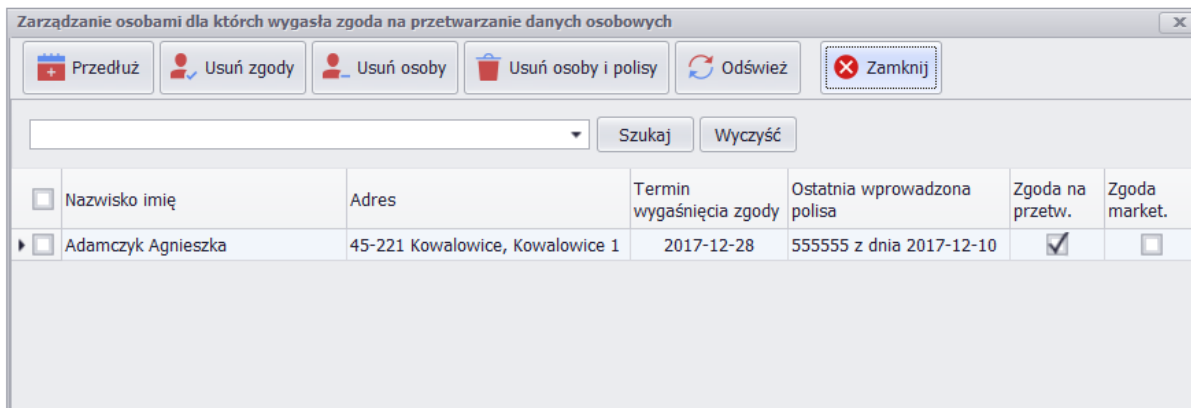 Zarządzanie osobami dla którch wygasła zgoda na przetwarzanie danych osobowych
Przedłuż Usuń zgody Usuń osoby Usuń osoby i polisy Odśwież Zamknij
Szukaj Wyczyść
Nazwisko imię Adres Termin wygaśnięcia zgody Ostatnia wprowadzona polisa Zgoda na przetw. Zgoda market.
Adamczyk Agnieszka 45-221 Kowalowice, Kowalowice 1 2017-12-28 555555 z dnia 2017-12-10